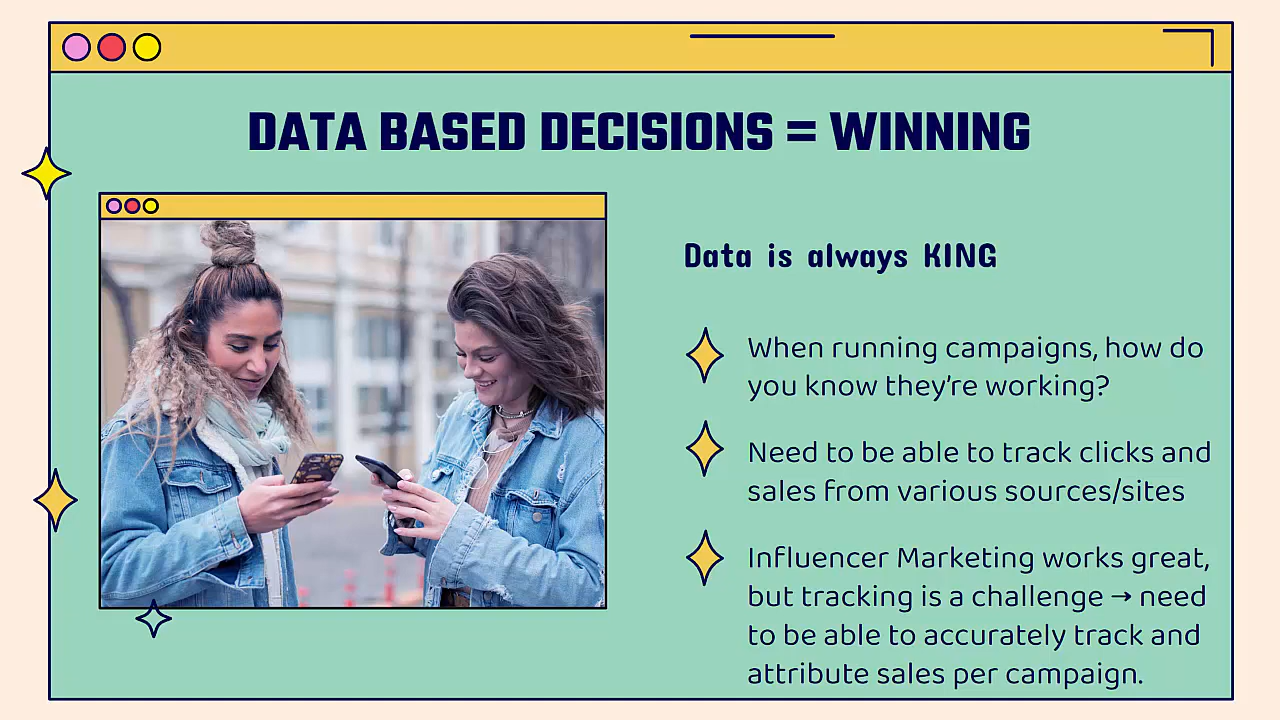 DATA BASED DECISIONS = WINNING
Data is always KING
When running campaigns, how do
you know they're working?
Need to be able to track clicks and
sales from various sources/sites
Influencer Marketing works great,
but tracking is a challenge → need
to be able to accurately track and
attribute sales per campaign.